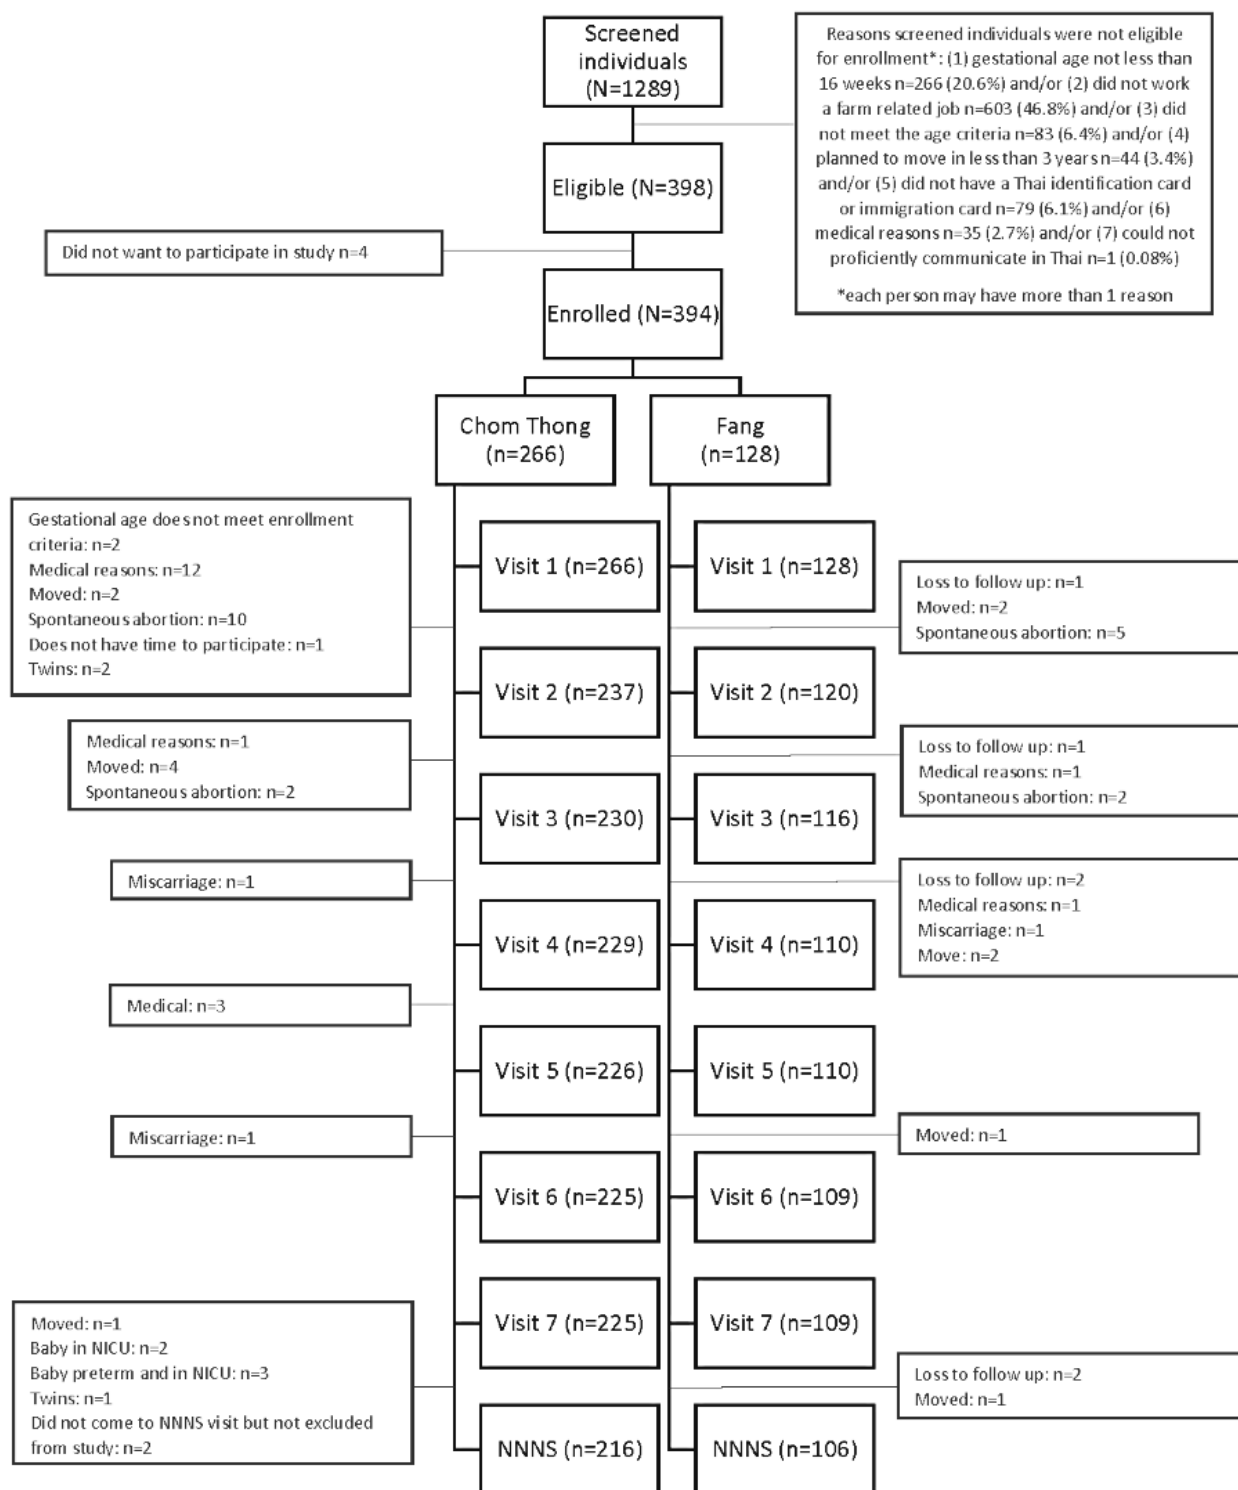 Screened
individuals
(N=1289)
Reasons screened individuals were not eligible
for enrollment*: (1) gestational age not less than
16 weeks n=266 (20.6%) and/or (2) did not work
a farm related job n=603 (46.8%) and/or (3) did
not meet the age criteria n=83 (6.4%) and/or (4)
planned to move in less than 3 years n=44 (3.4%)
and/or (5) did not have a Thai identification card
or immigration card n=79 (6.1%) and/or (6)
medical reasons n=35 (2.7%) and/or (7) could not
proficiently communicate in Thai n=1 (0.08%)
*each person may have more than 1 reason
Eligible (N=398)
Did not want to participate in study n=4
Enrolled (N=394)
Chom Thong
(n=266)
Fang
(n=128)
Visit 1 (n=266)
Visit 1 (n=128)
Gestational age does not meet enrollment
criteria: n=2
Medical reasons: n=12
Moved: n=2
Spontaneous abortion: n=10
Does not have time to participate: n=1
Twins: n=2
Loss to follow up: n=1
Moved: n=2
Spontaneous abortion: n=5
Visit 2 (n=237)
Visit 2 (n=120)
Medical reasons: n=1
Moved: n=4
Spontaneous abortion: n=2
Loss to follow up: n=1
Medical reasons: n=1
Spontaneous abortion: n=2
Visit 3 (n=230)
Visit 3 (n=116)
Miscarriage: n=1
Loss to follow up: n=2
Medical reasons: n=1
Miscarriage: n=1
Move: n=2
Visit 4 (n=229)
Visit 4 (n=110)
Medical: n=3
Visit 5 (n=226)
Visit 5 (n=110)
Miscarriage: n=1
Moved: n=1
Visit 6 (n=225)
Visit 6 (n=109)
Visit 7 (n=225)
Visit 7 (n=109)
Moved: n=1
Baby in NICU: n=2
Baby preterm and in NICU: n=3
Twins: n=1
Did not come to NNNS visit but not excluded
from study: n=2
Loss to follow up: n=2
Moved: n=1
NNNS (n=216)
NNNS (n=106)